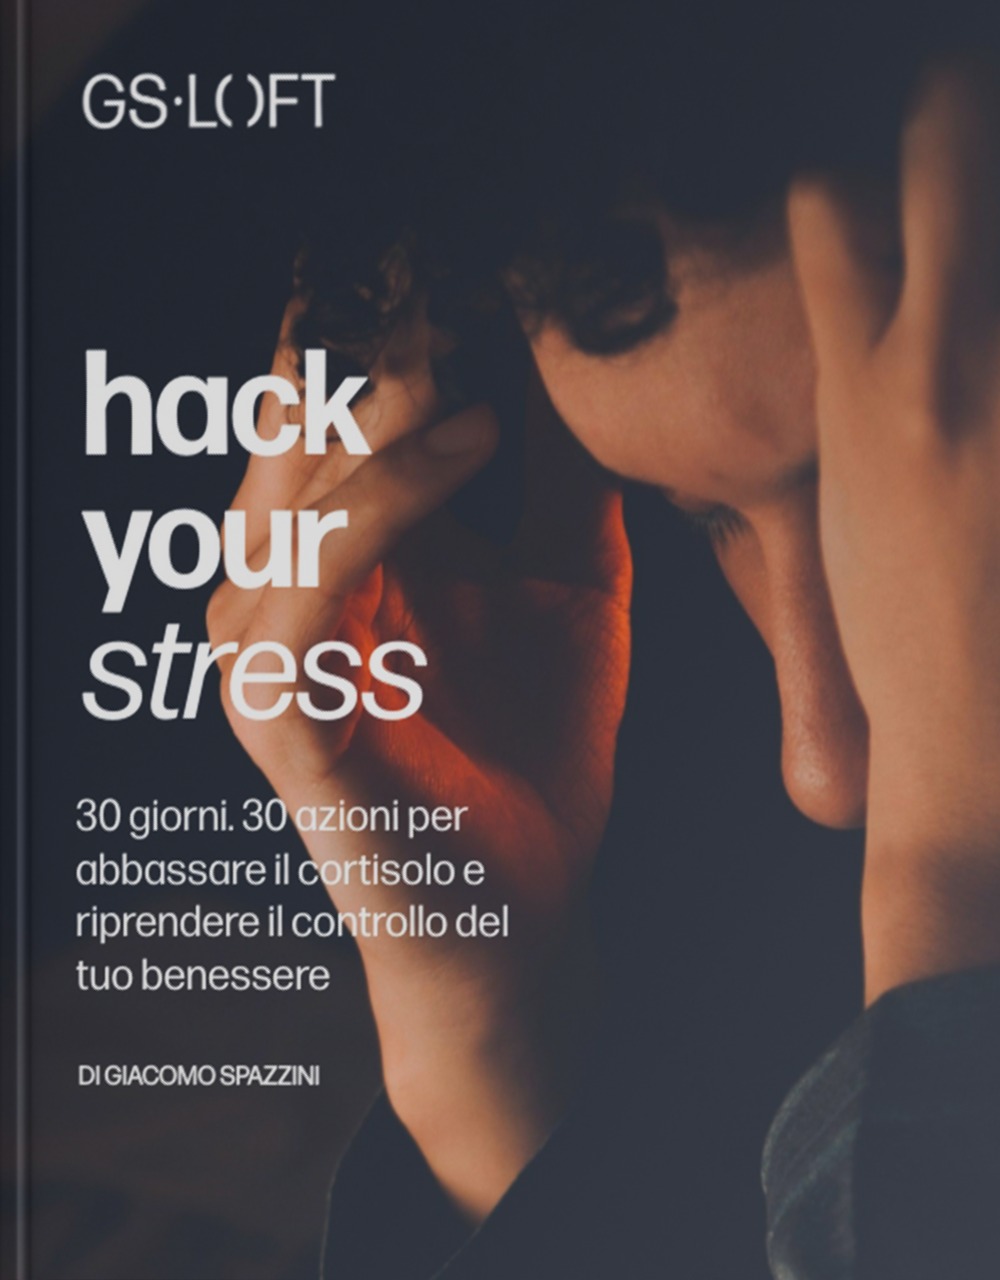 GS·LOFT
hack
your
stress
30 giorni. 30 azioni per
abbassare il cortisolo e
riprendere il controllo del
tuo benessere
DI GIACOMO SPAZZINI